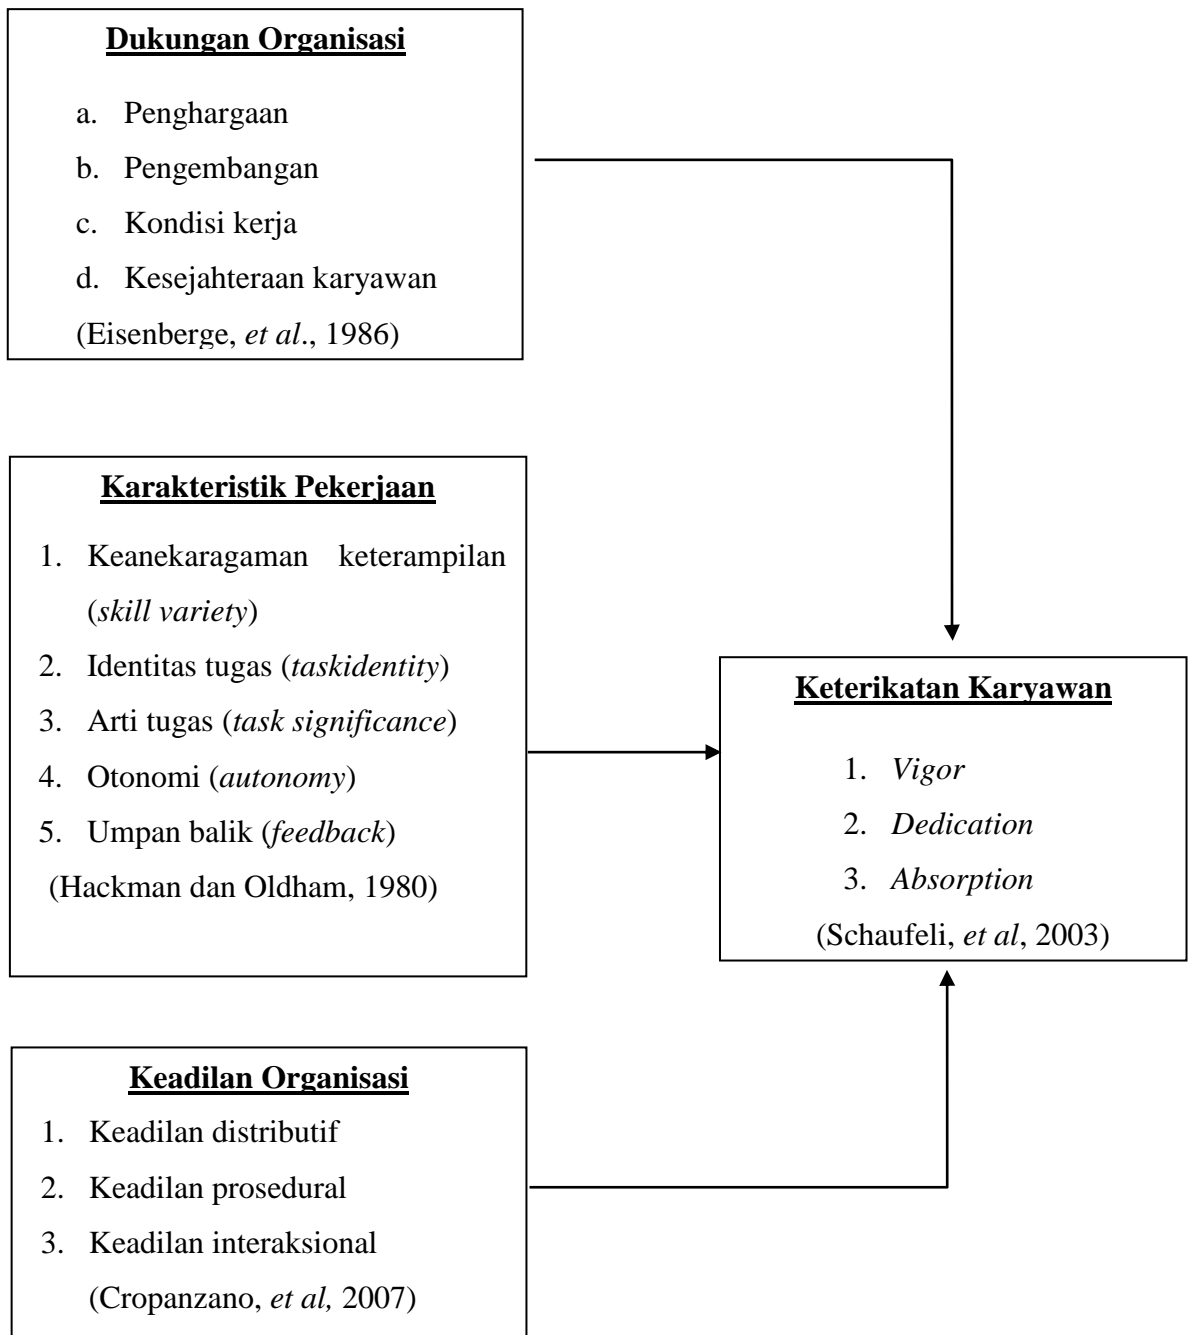 Dukungan Organisasi
a. Penghargaan
b. Pengembangan
c. Kondisi kerja
d. Kesejahteraan karyawan
(Eisenberge, et al., 1986)
Karakteristik Pekerjaan
1. Keanekaragaman keterampilan
(skill variety)
2. Identitas tugas (taskidentity)
3. Arti tugas (task significance)
4. Otonomi (autonomy)
5. Umpan balik (feedback)
(Hackman dan Oldham, 1980)
Keterikatan Karyawan
1. Vigor
2. Dedication
3. Absorption
(Schaufeli, et al, 2003)
Keadilan Organisasi
1. Keadilan distributif
2. Keadilan prosedural
3. Keadilan interaksional
(Cropanzano, et al, 2007)